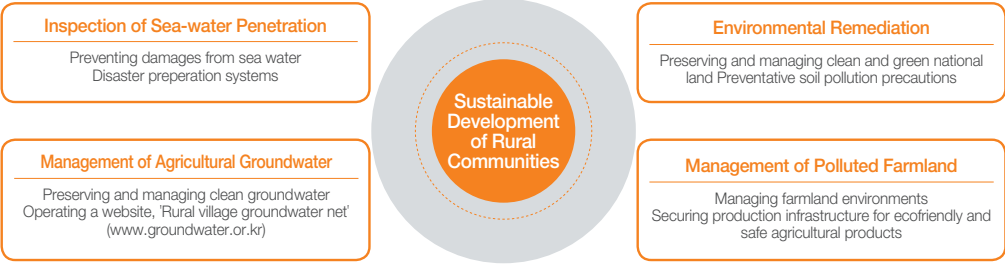 Inspection of Sea-water Penetration
Preventing damages from sea water
Disaster preperation systems
Management of Agricultural Groundwater
Preserving and managing clean groundwater
Operating a website, 'Rural village groundwater net'
(www.groundwater.or.kr)
Sustainable
Development
of Rural
Communities
Environmental Remediation
Preserving and managing clean and green national
land Preventative soil pollution precautions
Management of Polluted Farmland
Managing farmland environments
Securing production infrastructure for ecofriendly and
safe agricultural products